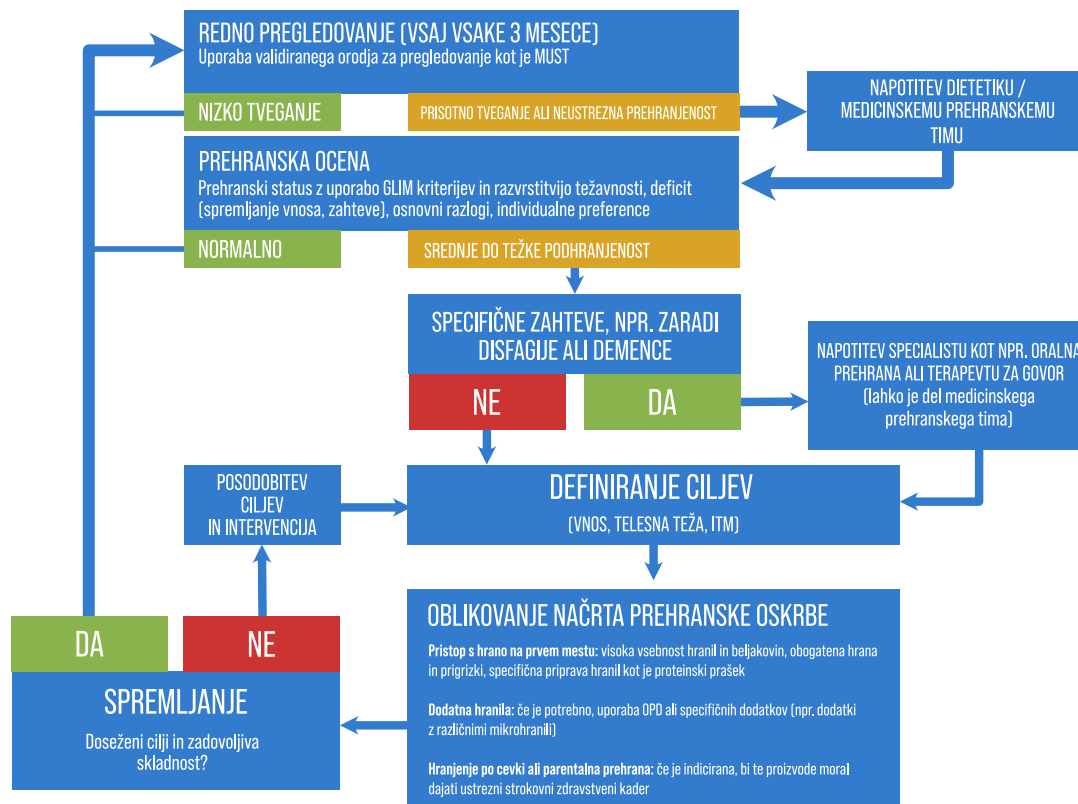 REDNO PREGLEDOVANJE (VSAJ VSAKE 3 MESECE)
Uporaba validiranega orodja za pregledovanje kot je MUST
NIZKO TVEGANJE
PRISOTNO TVEGANJE ALI NEUSTREZNA PREHRANJENOST
NAPOTITEV DIETETIKU /
MEDICINSKEMU PREHRANSKEMU
TIMU
PREHRANSKA OCENA
Prehranski status z uporabo GLIM kriterijev in razvrstitvijo težavnosti, deficit
(spremljanje vnosa, zahteve), osnovni razlogi, individualne preference
NORMALNO
SREDNJE DO TEŽKE PODHRANJENOST
SPECIFIČNE ZAHTEVE, NPR. ZARADI
DISFAGIJE ALI DEMENCE
NE
DA
NAPOTITEV SPECIALISTU KOT NPR. ORALNA
PREHRANA ALI TERAPEVTU ZA GOVOR
(lahko je del medicinskega
prehranskega tima)
POSODOBITEV
CILJEV
IN INTERVENCIJA
DEFINIRANJE CILJEV
(VNOS, TELESNA TEŽA, ITM)
DA
NE
SPREMLJANJE
Doseženi cilji in zadovoljiva
skladnost?
OBLIKOVANJE NAČRTA PREHRANSKE OSKRBE
Pristop s hrano na prvem mestu: visoka vsebnost hranil in beljakovin, obogatena hrana
in prigrizki, specifična priprava hranil kot je proteinski prašek
Dodatna hranila: če je potrebno, uporaba OPD ali specifičnih dodatkov (npr. dodatki
z različnimi mikrohranili)
Hranjenje po cevki ali parentalna prehrana: če je indicirana, bi te proizvode moral
dajati ustrezni strokovni zdravstveni kader